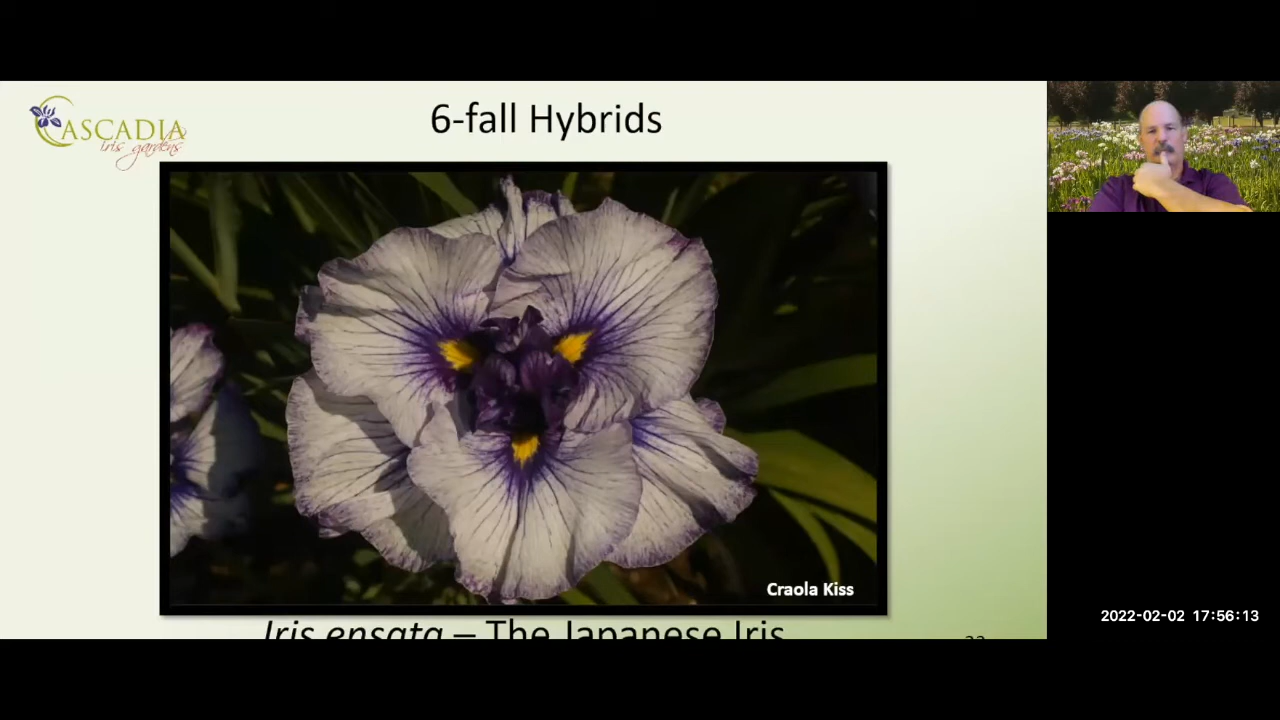 6-fall Hybrids
CASCADIA
iris gardens
Craola Kiss
Iris ensata – The Japanese Iris
2022-02-02 17:56:13